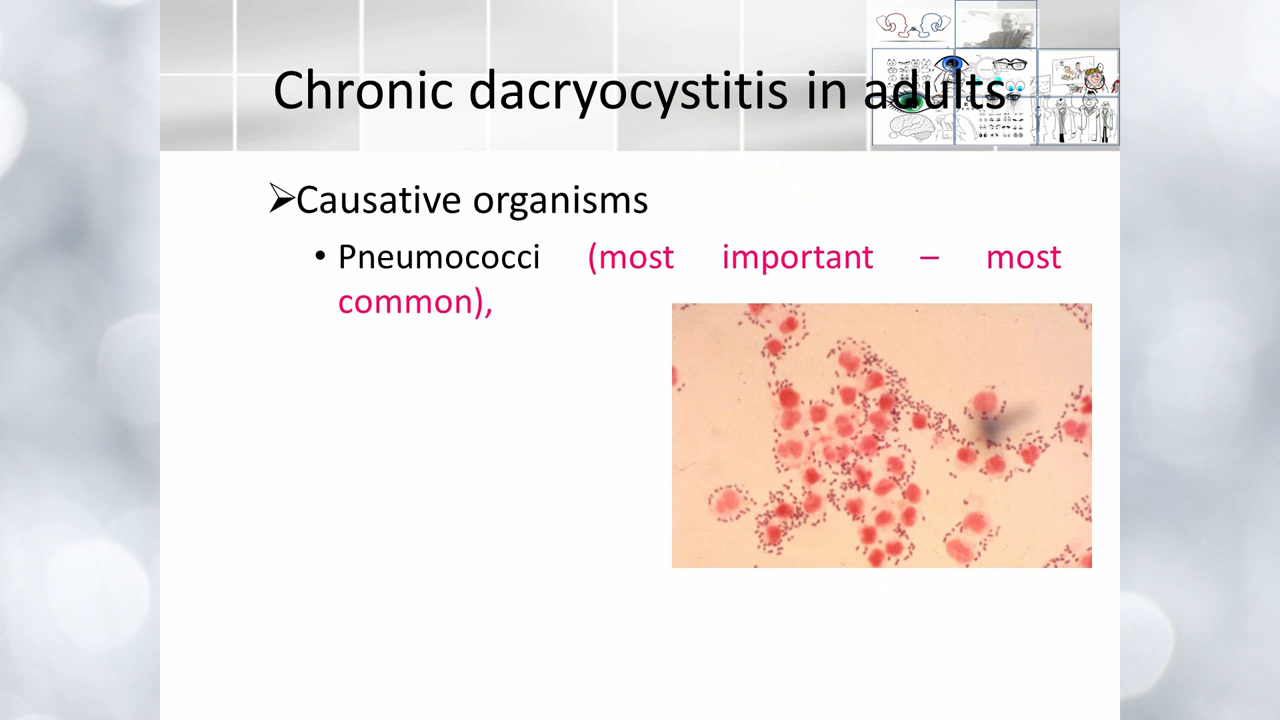 Chronic dacryocystitis in adults
➢Causative organisms
• Pneumococci (most important – most
common),